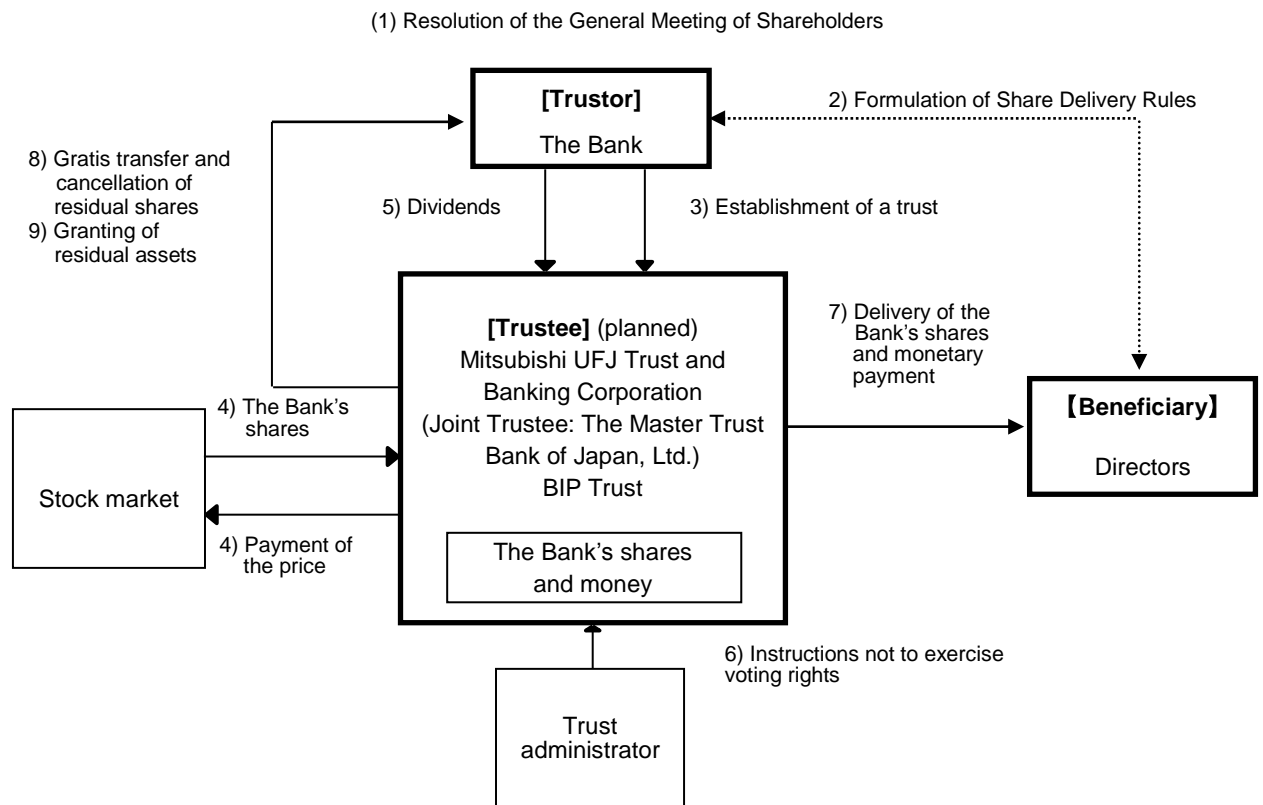 (1) Resolution of the General Meeting of Shareholders
[Trustor]
The Bank
2) Formulation of Share Delivery Rules
8) Gratis transfer and
cancellation of
residual shares
9) Granting of
residual assets
5) Dividends
3) Establishment of a trust
[Trustee] (planned)
Mitsubishi UFJ Trust and
Banking Corporation
(Joint Trustee: The Master Trust
Bank of Japan, Ltd.)
BIP Trust
The Bank's shares
and money
7) Delivery of the
Bank's shares
and monetary
payment
【Beneficiary】
Directors
4) The Bank's
shares
Stock market
4) Payment of
the price
6) Instructions not to exercise
voting rights
Trust
administrator